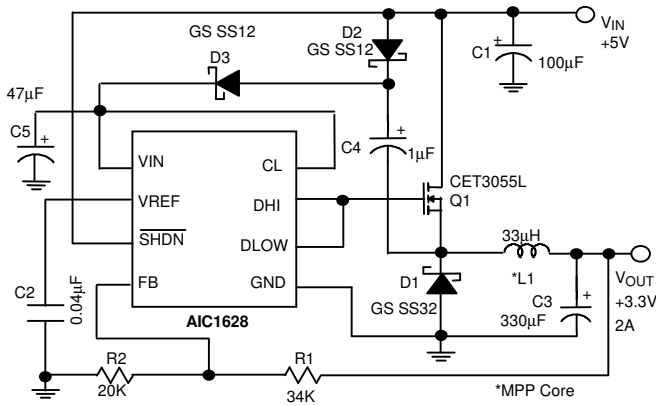 GS SS12
D2
V_IN
+5V
D3
GS SS12
C1
100µF
47µF
C5
C4
1µF
VIN
CL
VREF
DHI
SHDN
DLOW
FB
GND
CET3055L
Q1
33µH
*L1
V_OUT
+3.3V
2A
D1
GS SS32
C3
330µF
C2
0.04µF
AIC1628
R2
20K
R1
34K
*MPP Core